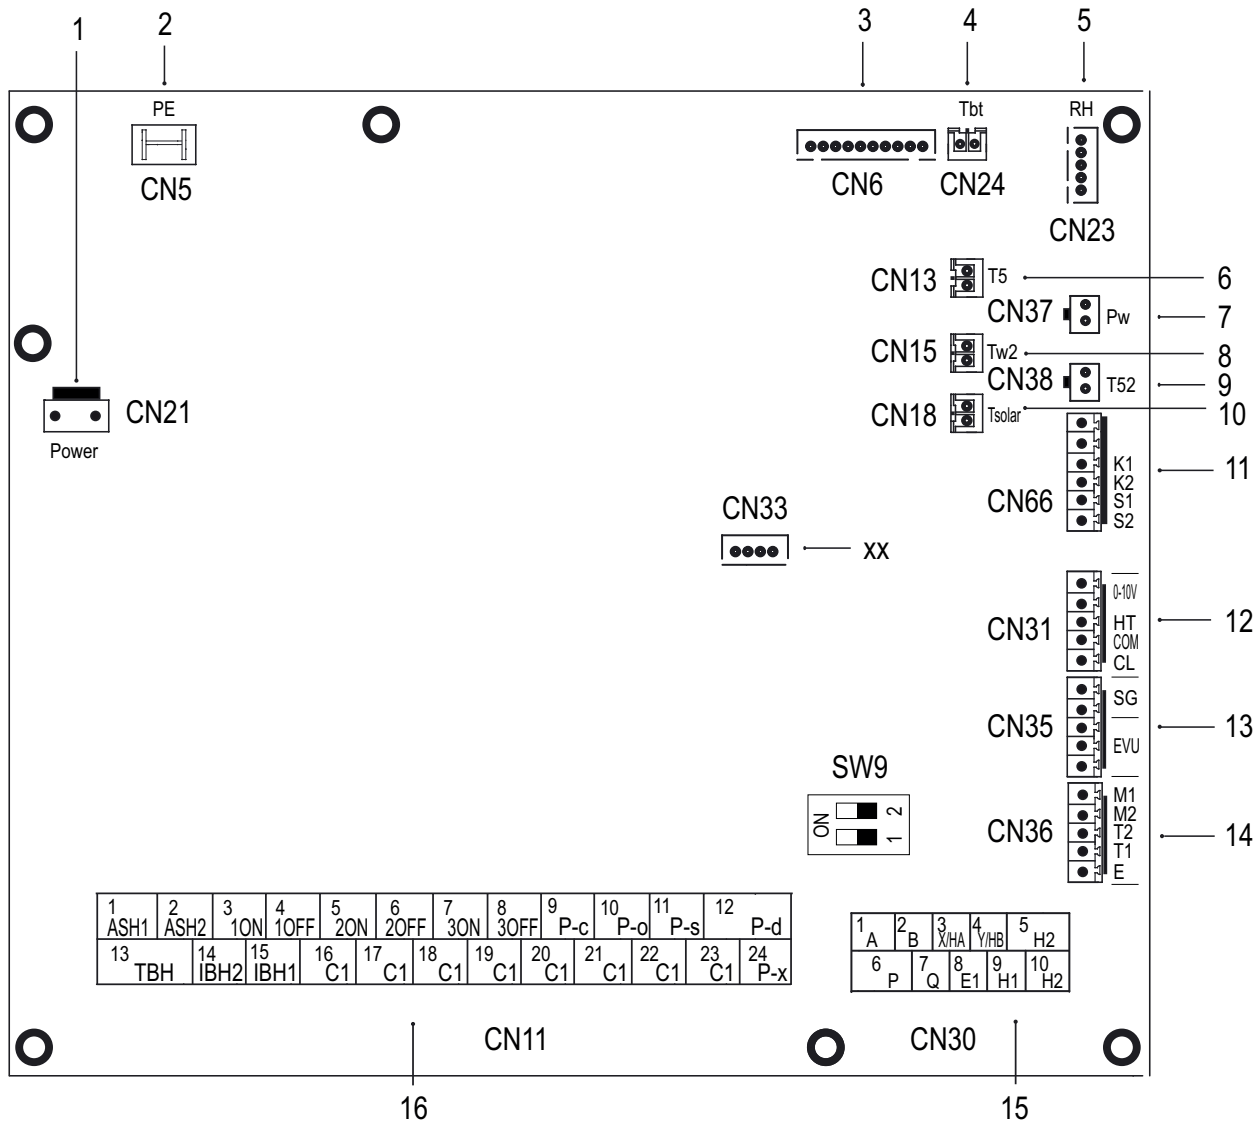 1
2
3
4
5
PE
Tbt
RH
CN5
CN6
CN24
CN23
CN13
T5
6
CN37
Pw
7
CN15
Tw2
8
CN38
T52
9
CN18
Tsolar
10
CN21
Power
K1
K2
S1
S2
CN66
11
CN33
xx
0-10V
HT
COM
CL
CN31
12
SG
EVU
CN35
13
SW9
ON
2
1
M1
M2
T2
T1
E
CN36
14
1 ASH1 2 ASH2 3 1ON 4 1OFF 5 2ON 6 2OFF 7 3ON 8 3OFF 9 P-c 10 P-o 11 P-s 12 P-d
13 TBH 14 IBH2 15 IBH1 16 C1 17 C1 18 C1 19 C1 20 C1 21 C1 22 C1 23 C1 24 P-x
1 A 2 B 3 X/HA 4 Y/HB 5 H2
6 P 7 Q 8 E1 9 H1 10 H2
CN11
CN30
16
15